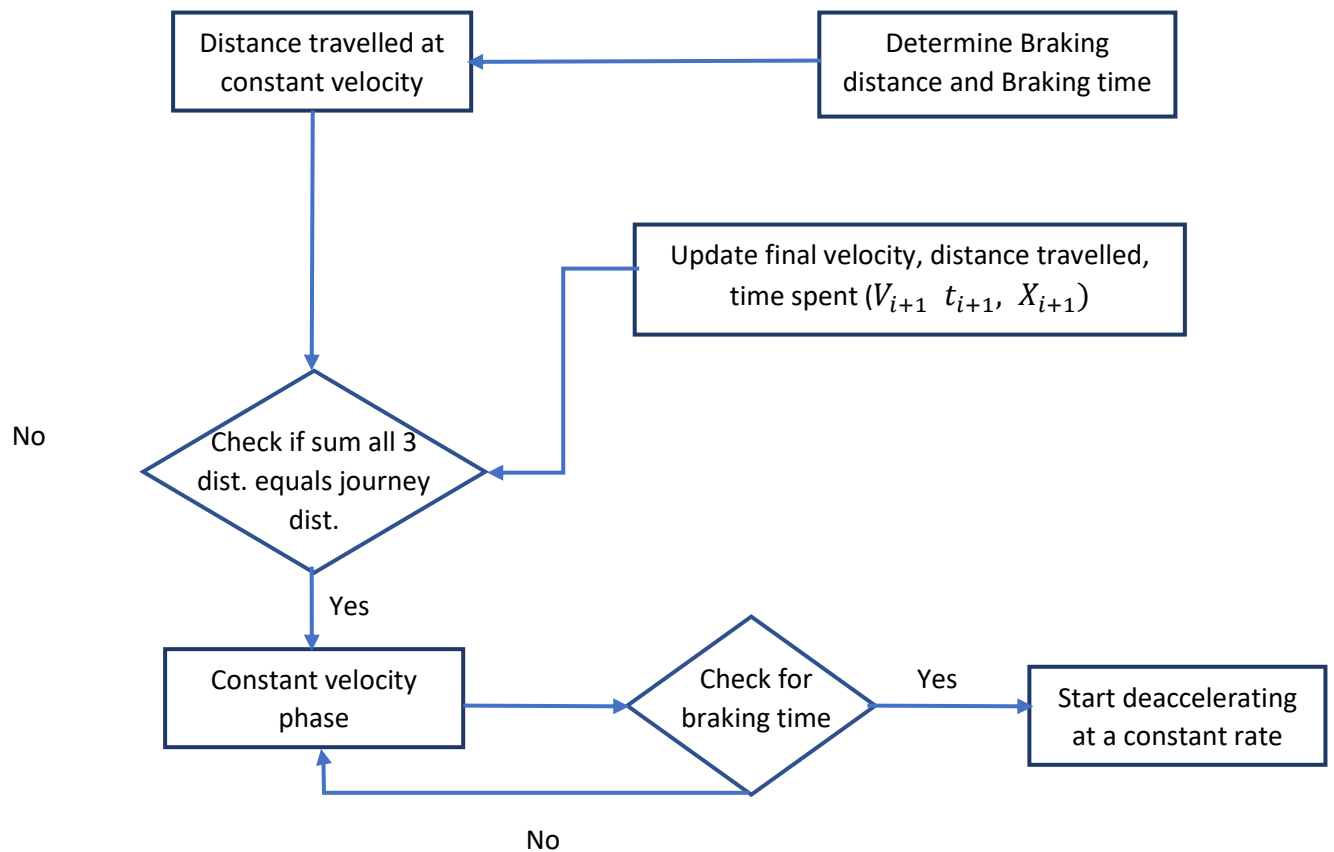 Distance travelled at
constant velocity
Determine Braking
distance and Braking time
Update final velocity, distance travelled,
time spent (V_{i+1}  t_{i+1},  X_{i+1})
No
Check if sum all 3
dist. equals journey
dist.
Yes
Constant velocity
phase
Check for
braking time
Yes
Start deaccelerating
at a constant rate
No